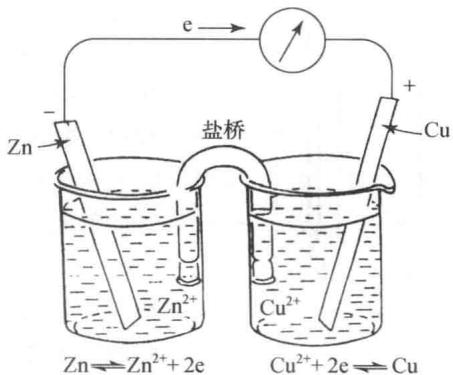 e →
− +
Zn 盐桥 Cu
Zn²⁺ Cu²⁺
Zn⇌Zn²⁺+2e Cu²⁺+2e⇌Cu